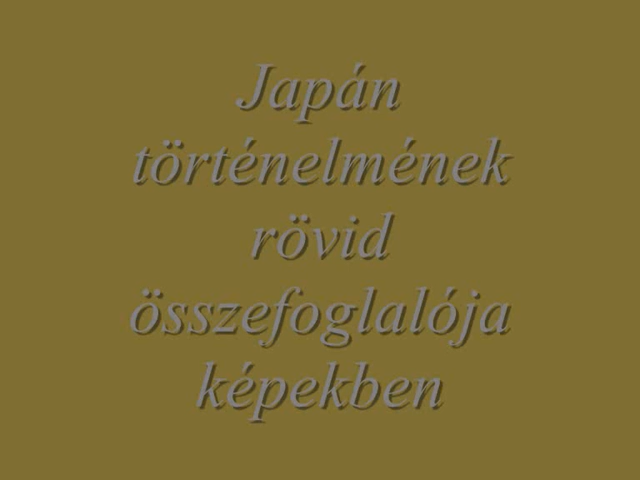 Japán
történelmének
rövid
összefoglalója
képekben